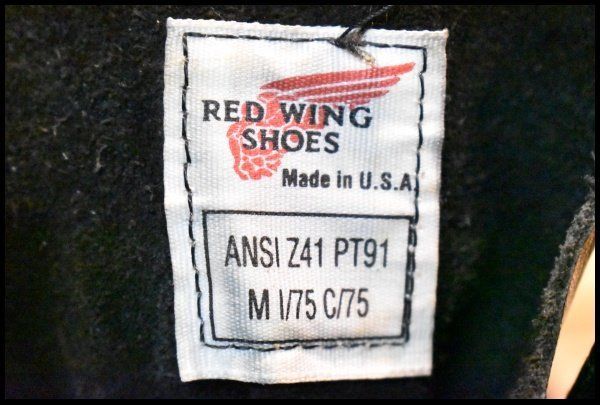 RED WING
SHOES
Made in U.S.A.
ANSI Z41 PT91
M I/75 C/75